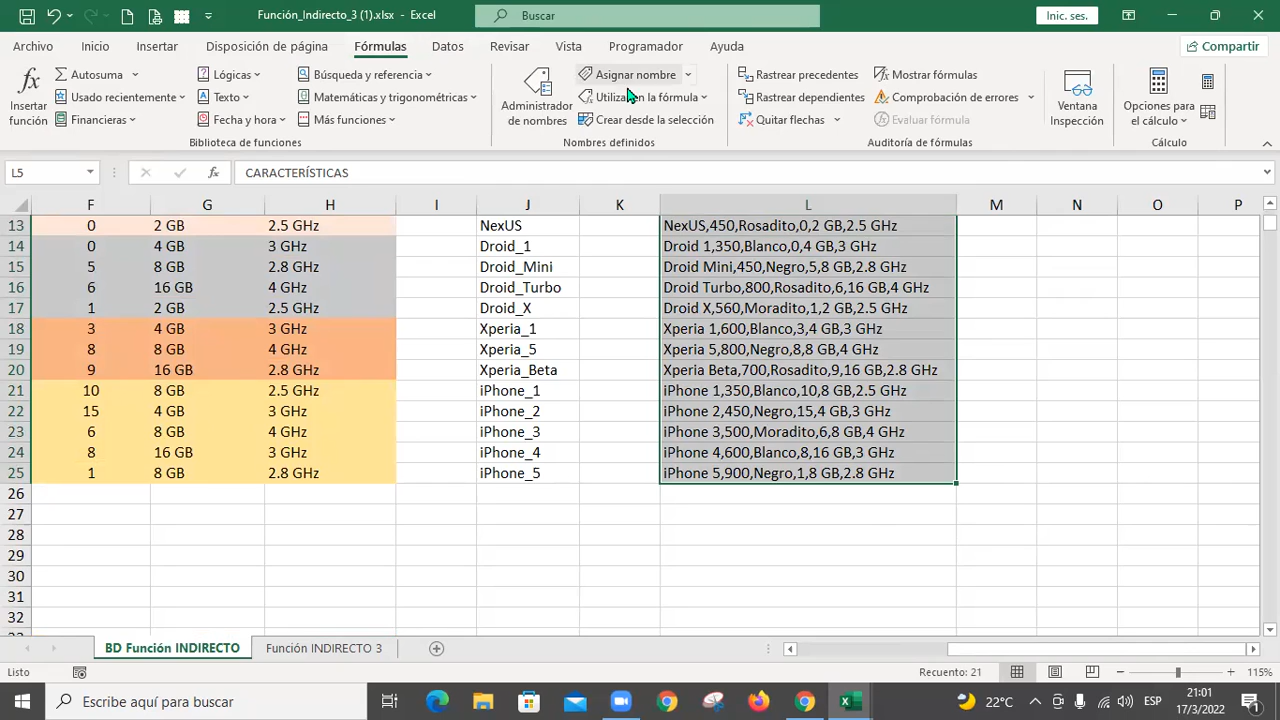 Función_Indirecto_3 (1).xlsx - Excel
Buscar
Inic. ses.
Archivo Inicio Insertar Disposición de página Fórmulas Datos Revisar Vista Programador Ayuda Compartir
fx Insertar función
Autosuma
Usado recientemente
Financieras
Lógicas
Texto
Fecha y hora
Búsqueda y referencia
Matemáticas y trigonométricas
Más funciones
Biblioteca de funciones
Administrador de nombres
Asignar nombre
Utilizar en la fórmula
Crear desde la selección
Nombres definidos
Rastrear precedentes
Rastrear dependientes
Quitar flechas
Mostrar fórmulas
Comprobación de errores
Evaluar fórmula
Auditoría de fórmulas
Ventana Inspección
Opciones para el cálculo
Cálculo
L5 fx CARACTERÍSTICAS
F G H I J K L M N O P
13 0 2 GB 2.5 GHz NexUS NexUS,450,Rosadito,0,2 GB,2.5 GHz
14 0 4 GB 3 GHz Droid_1 Droid 1,350,Blanco,0,4 GB,3 GHz
15 5 8 GB 2.8 GHz Droid_Mini Droid Mini,450,Negro,5,8 GB,2.8 GHz
16 6 16 GB 4 GHz Droid_Turbo Droid Turbo,800,Rosadito,6,16 GB,4 GHz
17 1 2 GB 2.5 GHz Droid_X Droid X,560,Moradito,1,2 GB,2.5 GHz
18 3 4 GB 3 GHz Xperia_1 Xperia 1,600,Blanco,3,4 GB,3 GHz
19 8 8 GB 4 GHz Xperia_5 Xperia 5,800,Negro,8,8 GB,4 GHz
20 9 16 GB 2.8 GHz Xperia_Beta Xperia Beta,700,Rosadito,9,16 GB,2.8 GHz
21 10 8 GB 2.5 GHz iPhone_1 iPhone 1,350,Blanco,10,8 GB,2.5 GHz
22 15 4 GB 3 GHz iPhone_2 iPhone 2,450,Negro,15,4 GB,3 GHz
23 6 8 GB 4 GHz iPhone_3 iPhone 3,500,Moradito,6,8 GB,4 GHz
24 8 16 GB 3 GHz iPhone_4 iPhone 4,600,Blanco,8,16 GB,3 GHz
25 1 8 GB 2.8 GHz iPhone_5 iPhone 5,900,Negro,1,8 GB,2.8 GHz
26
27
28
29
30
31
32
BD Función INDIRECTO Función INDIRECTO 3
Listo Recuento: 21 115%
Escribe aquí para buscar 22°C ESP 21:01
17/3/2022